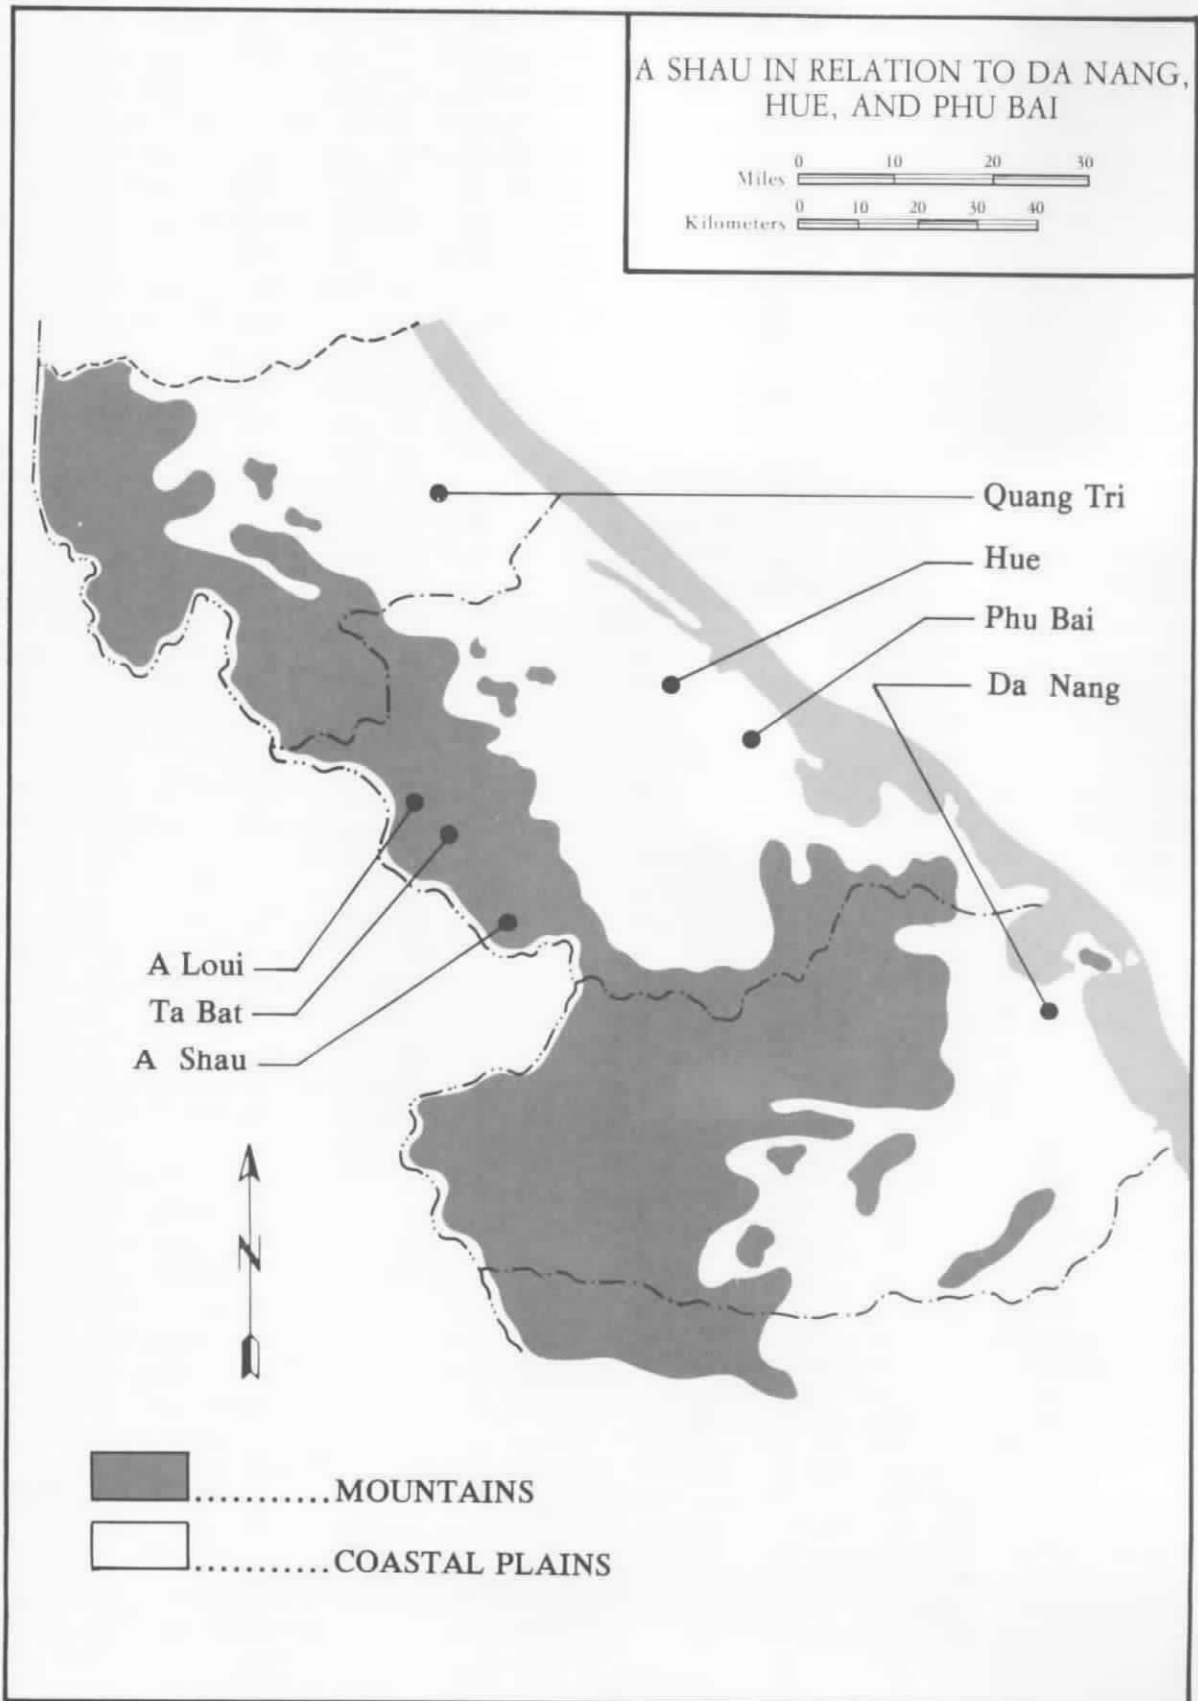 A SHAU IN RELATION TO DA NANG,
HUE, AND PHU BAI
0 10 20 30
Miles
0 10 20 30 40
Kilometers
Quang Tri
Hue
Phu Bai
Da Nang
A Loui
Ta Bat
A Shau
N
...........MOUNTAINS
...........COASTAL PLAINS